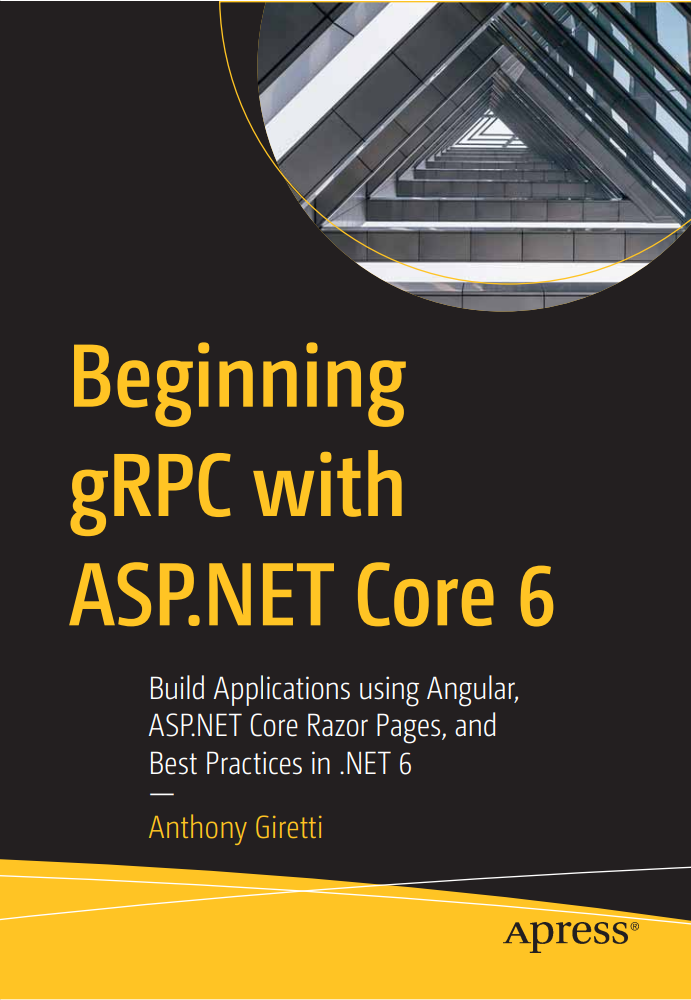 Beginning
gRPC with
ASP.NET Core 6
Build Applications using Angular,
ASP.NET Core Razor Pages, and
Best Practices in .NET 6
—
Anthony Giretti
Apress®